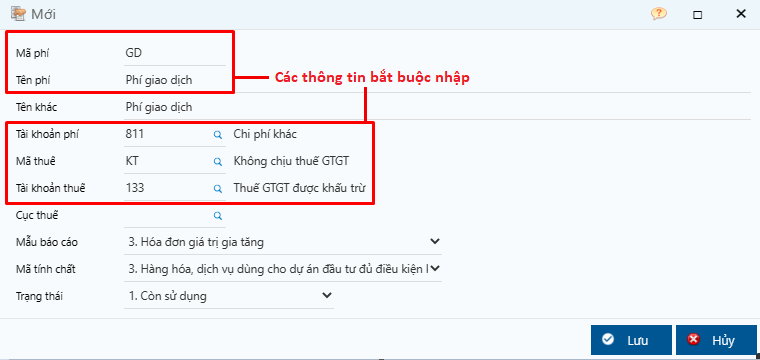 Mới
Mã phí GD
Tên phí Phí giao dịch
Các thông tin bắt buộc nhập
Tên khác Phí giao dịch
Tài khoản phí 811 Chi phí khác
Mã thuế KT Không chịu thuế GTGT
Tài khoản thuế 133 Thuế GTGT được khấu trừ
Cục thuế
Mẫu báo cáo 3. Hóa đơn giá trị gia tăng
Mã tính chất 3. Hàng hóa, dịch vụ dùng cho dự án đầu tư đủ điều kiện
Trạng thái 1. Còn sử dụng
Lưu Hủy